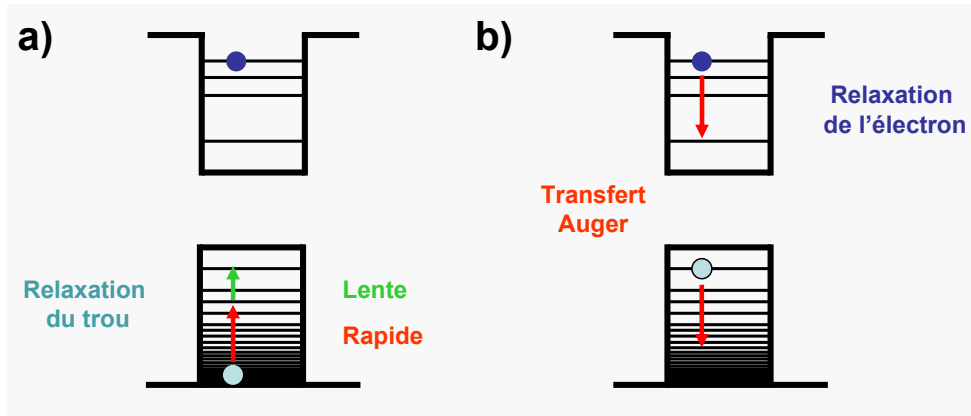 a)
b)
Relaxation
de l'électron
Transfert
Auger
Relaxation
du trou
Lente
Rapide